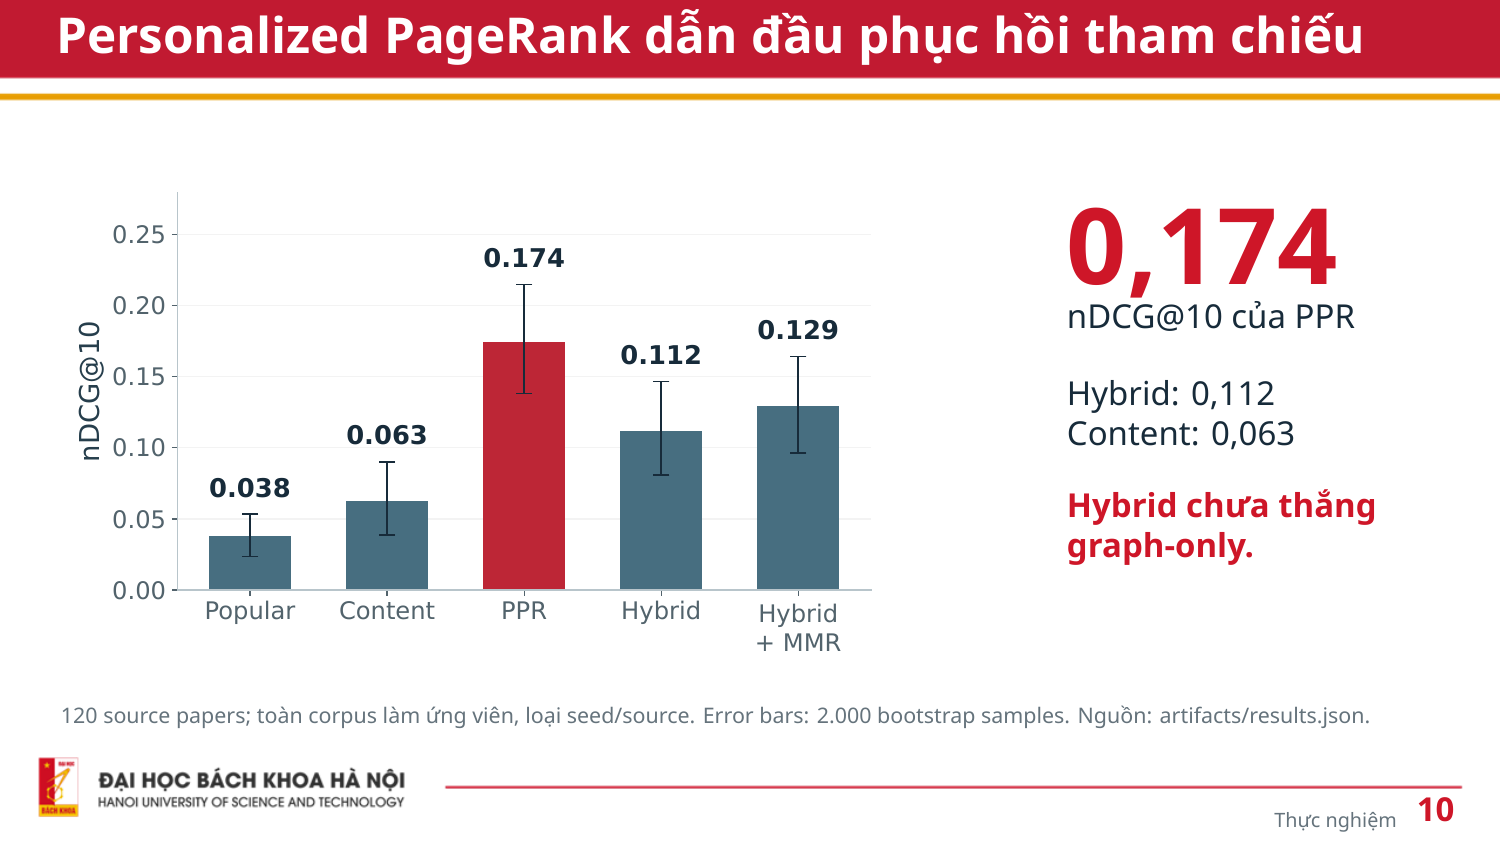 Personalized PageRank dẫn đầu phục hồi tham chiếu
nDCG@10
0.25
0.20
0.15
0.10
0.05
0.00
0.038
0.063
0.174
0.112
0.129
Popular
Content
PPR
Hybrid
Hybrid
+ MMR
0,174
nDCG@10 của PPR
Hybrid: 0,112
Content: 0,063
Hybrid chưa thắng
graph-only.
120 source papers; toàn corpus làm ứng viên, loại seed/source. Error bars: 2.000 bootstrap samples. Nguồn: artifacts/results.json.
ĐẠI HỌC
BÁCH KHOA
ĐẠI HỌC BÁCH KHOA HÀ NỘI
HANOI UNIVERSITY OF SCIENCE AND TECHNOLOGY
Thực nghiệm
10